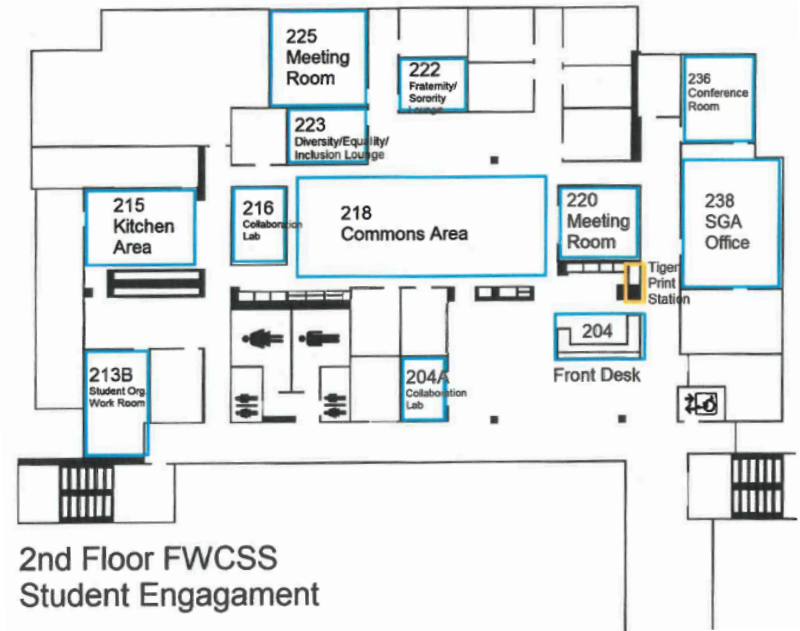 225
Meeting
Room
222
Fraternity/
Sorority
Lounge
236
Conference
Room
223
Diversity/Equality/
Inclusion Lounge
215
Kitchen
Area
216
Collaboration
Lab
218
Commons Area
220
Meeting
Room
238
SGA
Office
Tiger
Print
Station
204
Front Desk
213B
Student Org.
Work Room
204A
Collaboration
Lab
2nd Floor FWCSS
Student Engagament